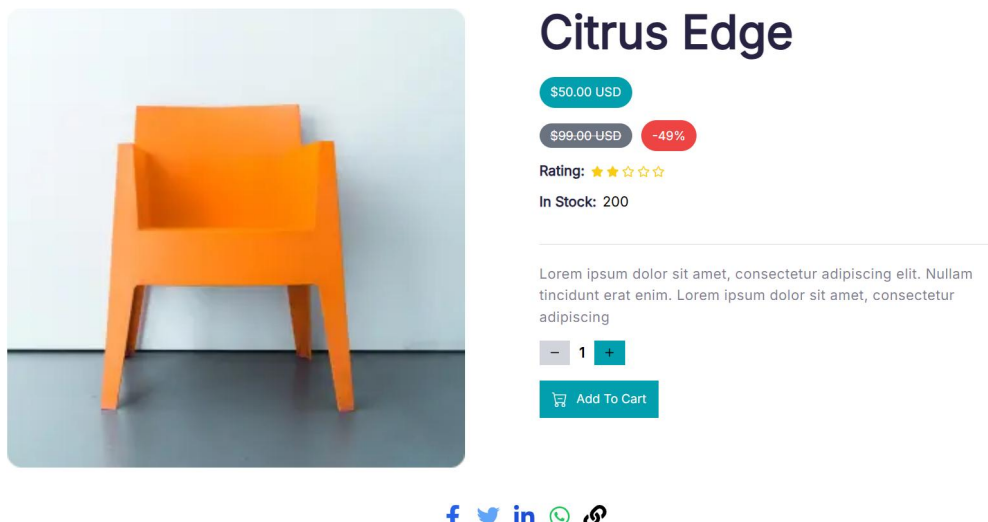 Citrus Edge
$50.00 USD
$99.00 USD -49%
Rating:
In Stock: 200
Lorem ipsum dolor sit amet, consectetur adipiscing elit. Nullam
tincidunt erat enim. Lorem ipsum dolor sit amet, consectetur
adipiscing
− 1 +
Add To Cart